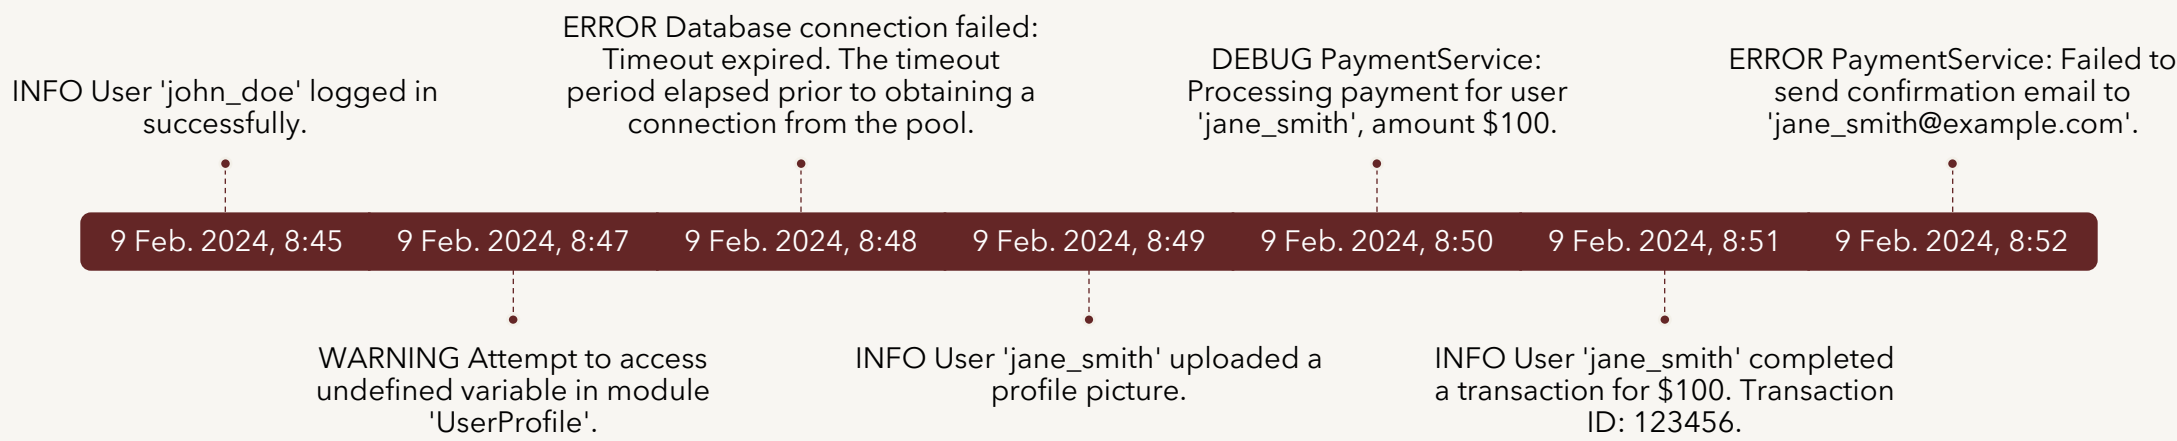 INFO User 'john_doe' logged in
successfully.
ERROR Database connection failed:
Timeout expired. The timeout
period elapsed prior to obtaining a
connection from the pool.
DEBUG PaymentService:
Processing payment for user
'jane_smith', amount $100.
ERROR PaymentService: Failed to
send confirmation email to
'jane_smith@example.com'.
9 Feb. 2024, 8:45
9 Feb. 2024, 8:47
9 Feb. 2024, 8:48
9 Feb. 2024, 8:49
9 Feb. 2024, 8:50
9 Feb. 2024, 8:51
9 Feb. 2024, 8:52
WARNING Attempt to access
undefined variable in module
'UserProfile'.
INFO User 'jane_smith' uploaded a
profile picture.
INFO User 'jane_smith' completed
a transaction for $100. Transaction
ID: 123456.